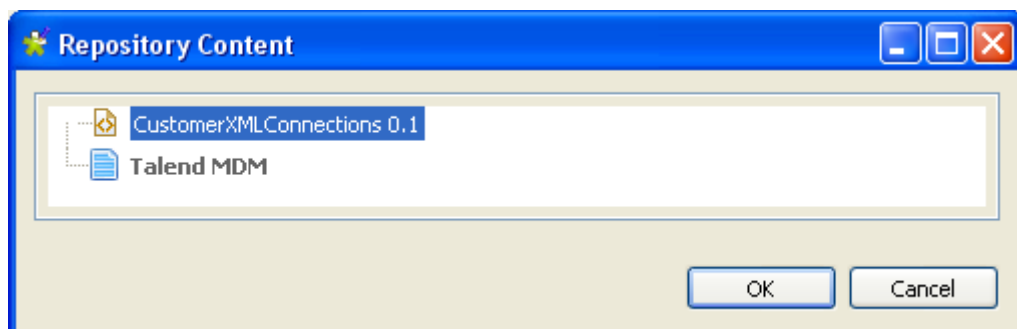 Repository Content
CustomerXMLConnections 0.1
Talend MDM
OK
Cancel